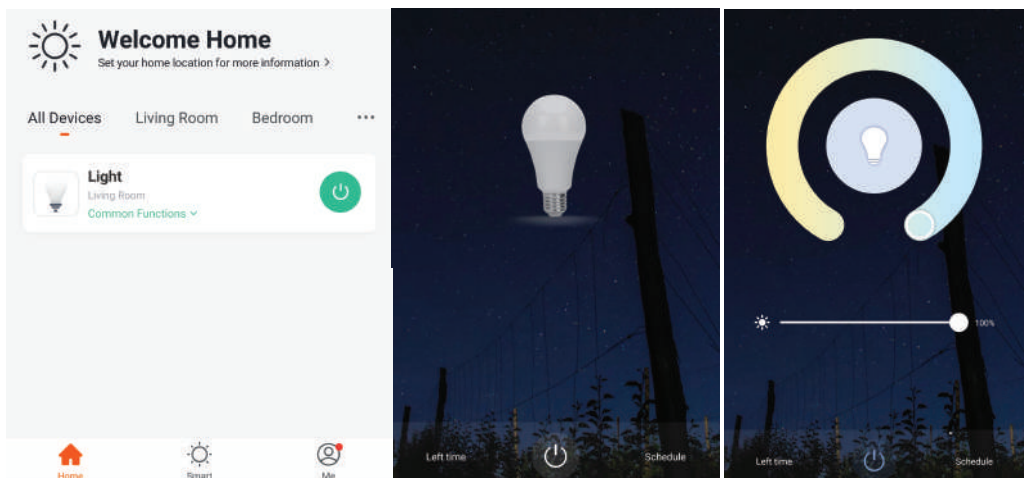 Welcome Home
Set your home location for more information >
All Devices Living Room Bedroom ...
Light
Living Room
Common Functions
Home Smart Me
Left time Schedule
100%
Left time Schedule